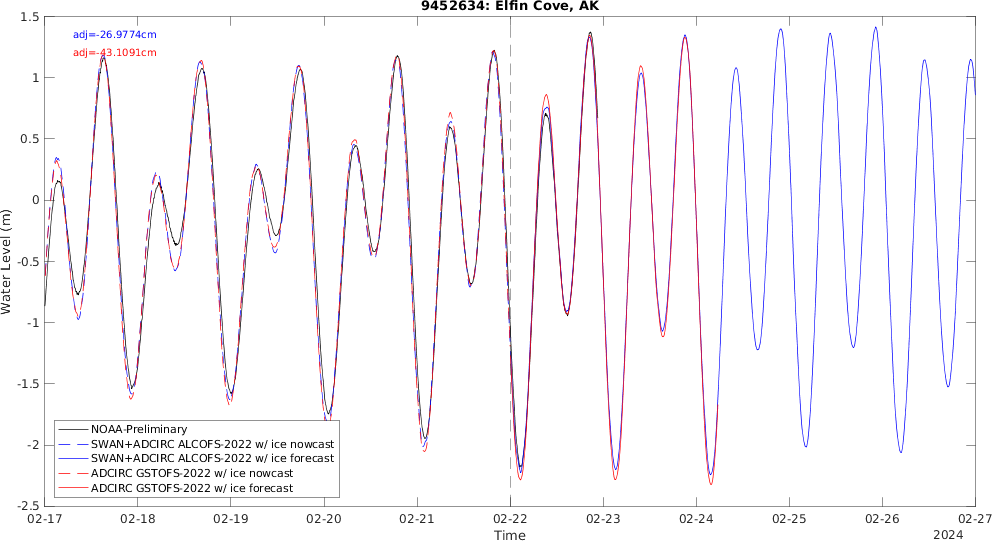 9452634: Elfin Cove, AK
adj=-26.9774cm
adj=-43.1091cm
1.5
1
0.5
0
-0.5
-1
-1.5
-2
-2.5
Water Level (m)
NOAA-Preliminary
SWAN+ADCIRC ALCOFS-2022 w/ ice nowcast
SWAN+ADCIRC ALCOFS-2022 w/ ice forecast
ADCIRC GSTOFS-2022 w/ ice nowcast
ADCIRC GSTOFS-2022 w/ ice forecast
02-17 02-18 02-19 02-20 02-21 02-22 02-23 02-24 02-25 02-26 02-27
Time
2024